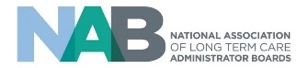 NAB
NATIONAL ASSOCIATION
OF LONG TERM CARE
ADMINISTRATOR BOARDS